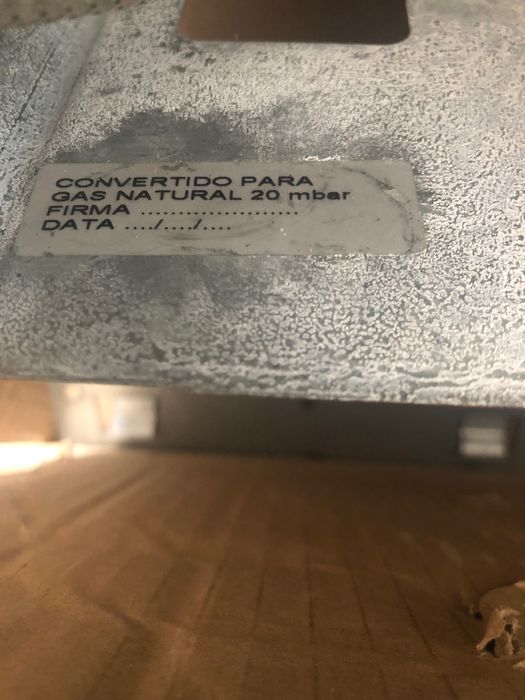 CONVERTIDO PARA
GAS NATURAL 20 mbar
FIRMA ......................
DATA ..../..../....